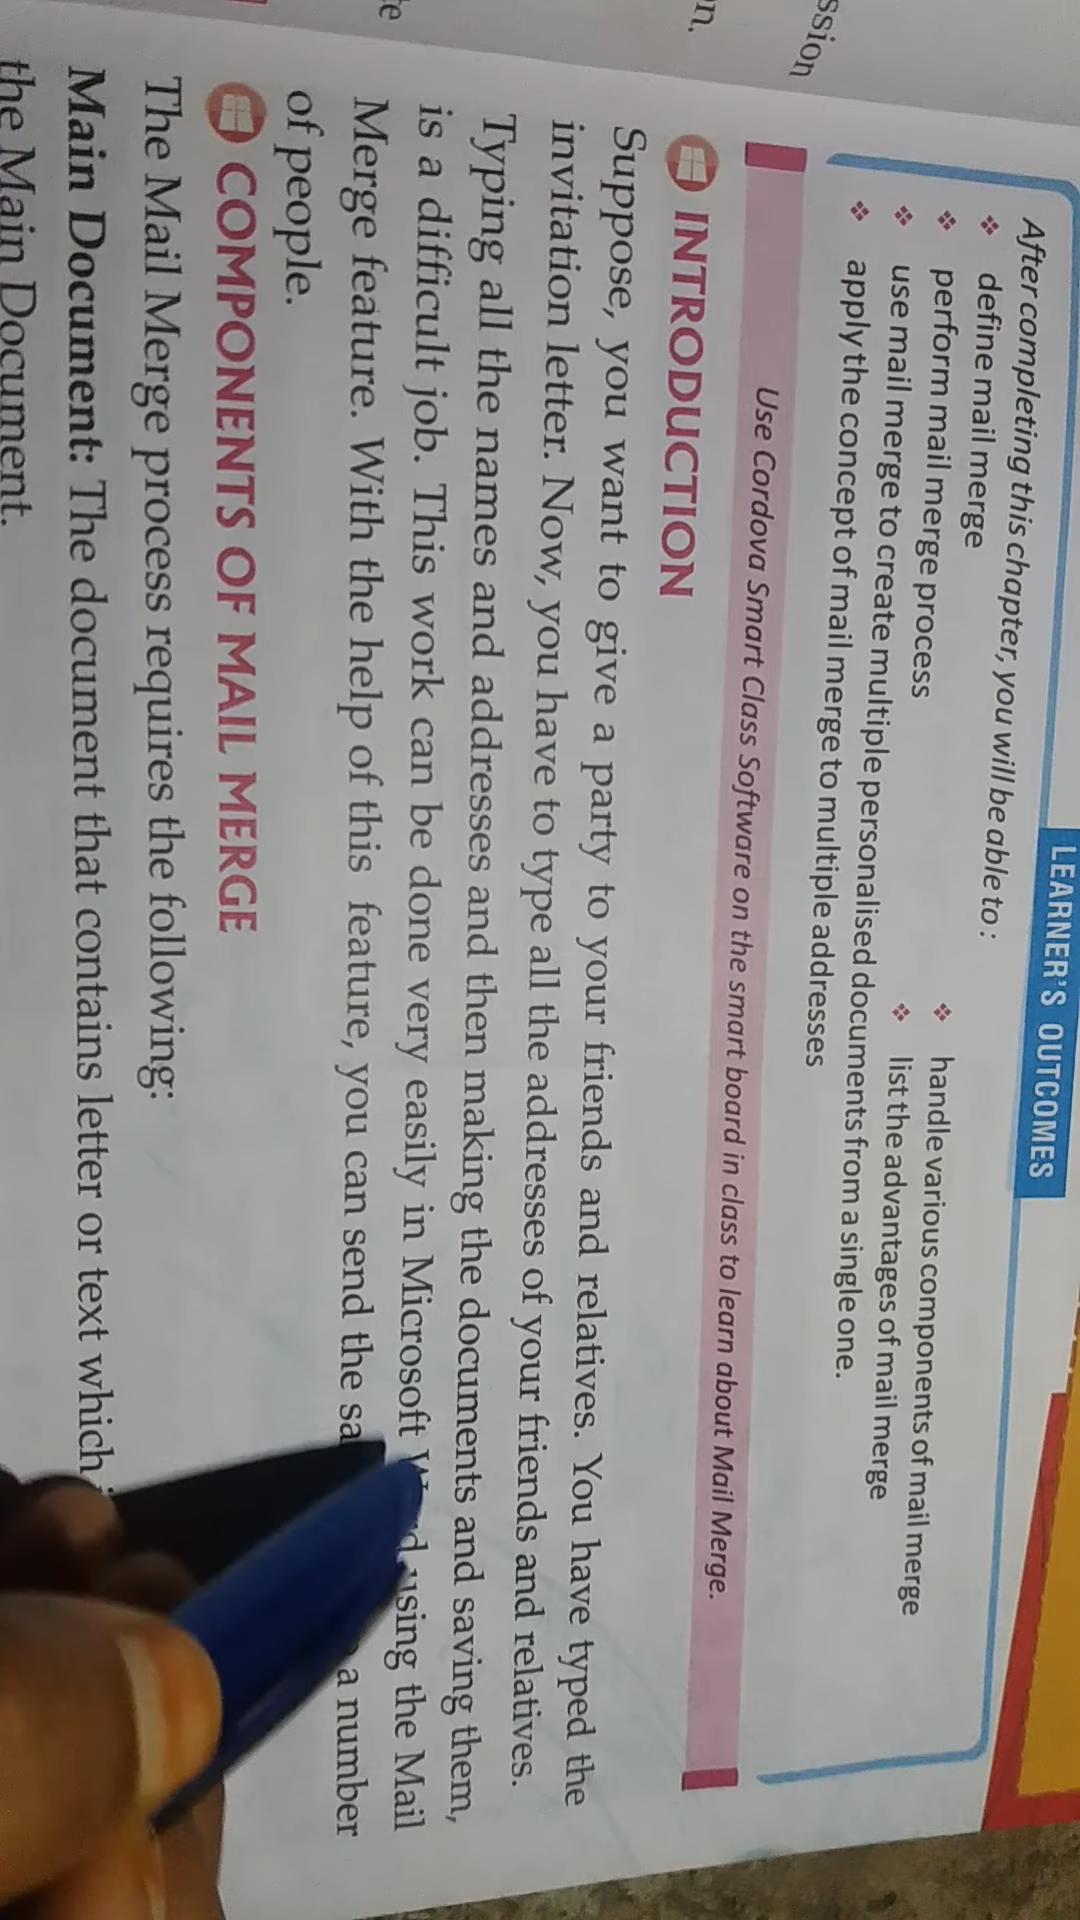 ssion
n.
e
LEARNER'S OUTCOMES
After completing this chapter, you will be able to :
❖ define mail merge
❖ perform mail merge process
❖ handle various components of mail merge
❖ use mail merge to create multiple personalised documents from a single one.
❖ list the advantages of mail merge
❖ apply the concept of mail merge to multiple addresses
Use Cordova Smart Class Software on the smart board in class to learn about Mail Merge.
INTRODUCTION
Suppose, you want to give a party to your friends and relatives. You have typed the
invitation letter. Now, you have to type all the addresses of your friends and relatives.
Typing all the names and addresses and then making the documents and saving them,
is a difficult job. This work can be done very easily in Microsoft using the Mail
Merge feature. With the help of this feature, you can send the a number
of people.
COMPONENTS OF MAIL MERGE
The Mail Merge process requires the following:
Main Document: The document that contains letter or text which
the Main Document.